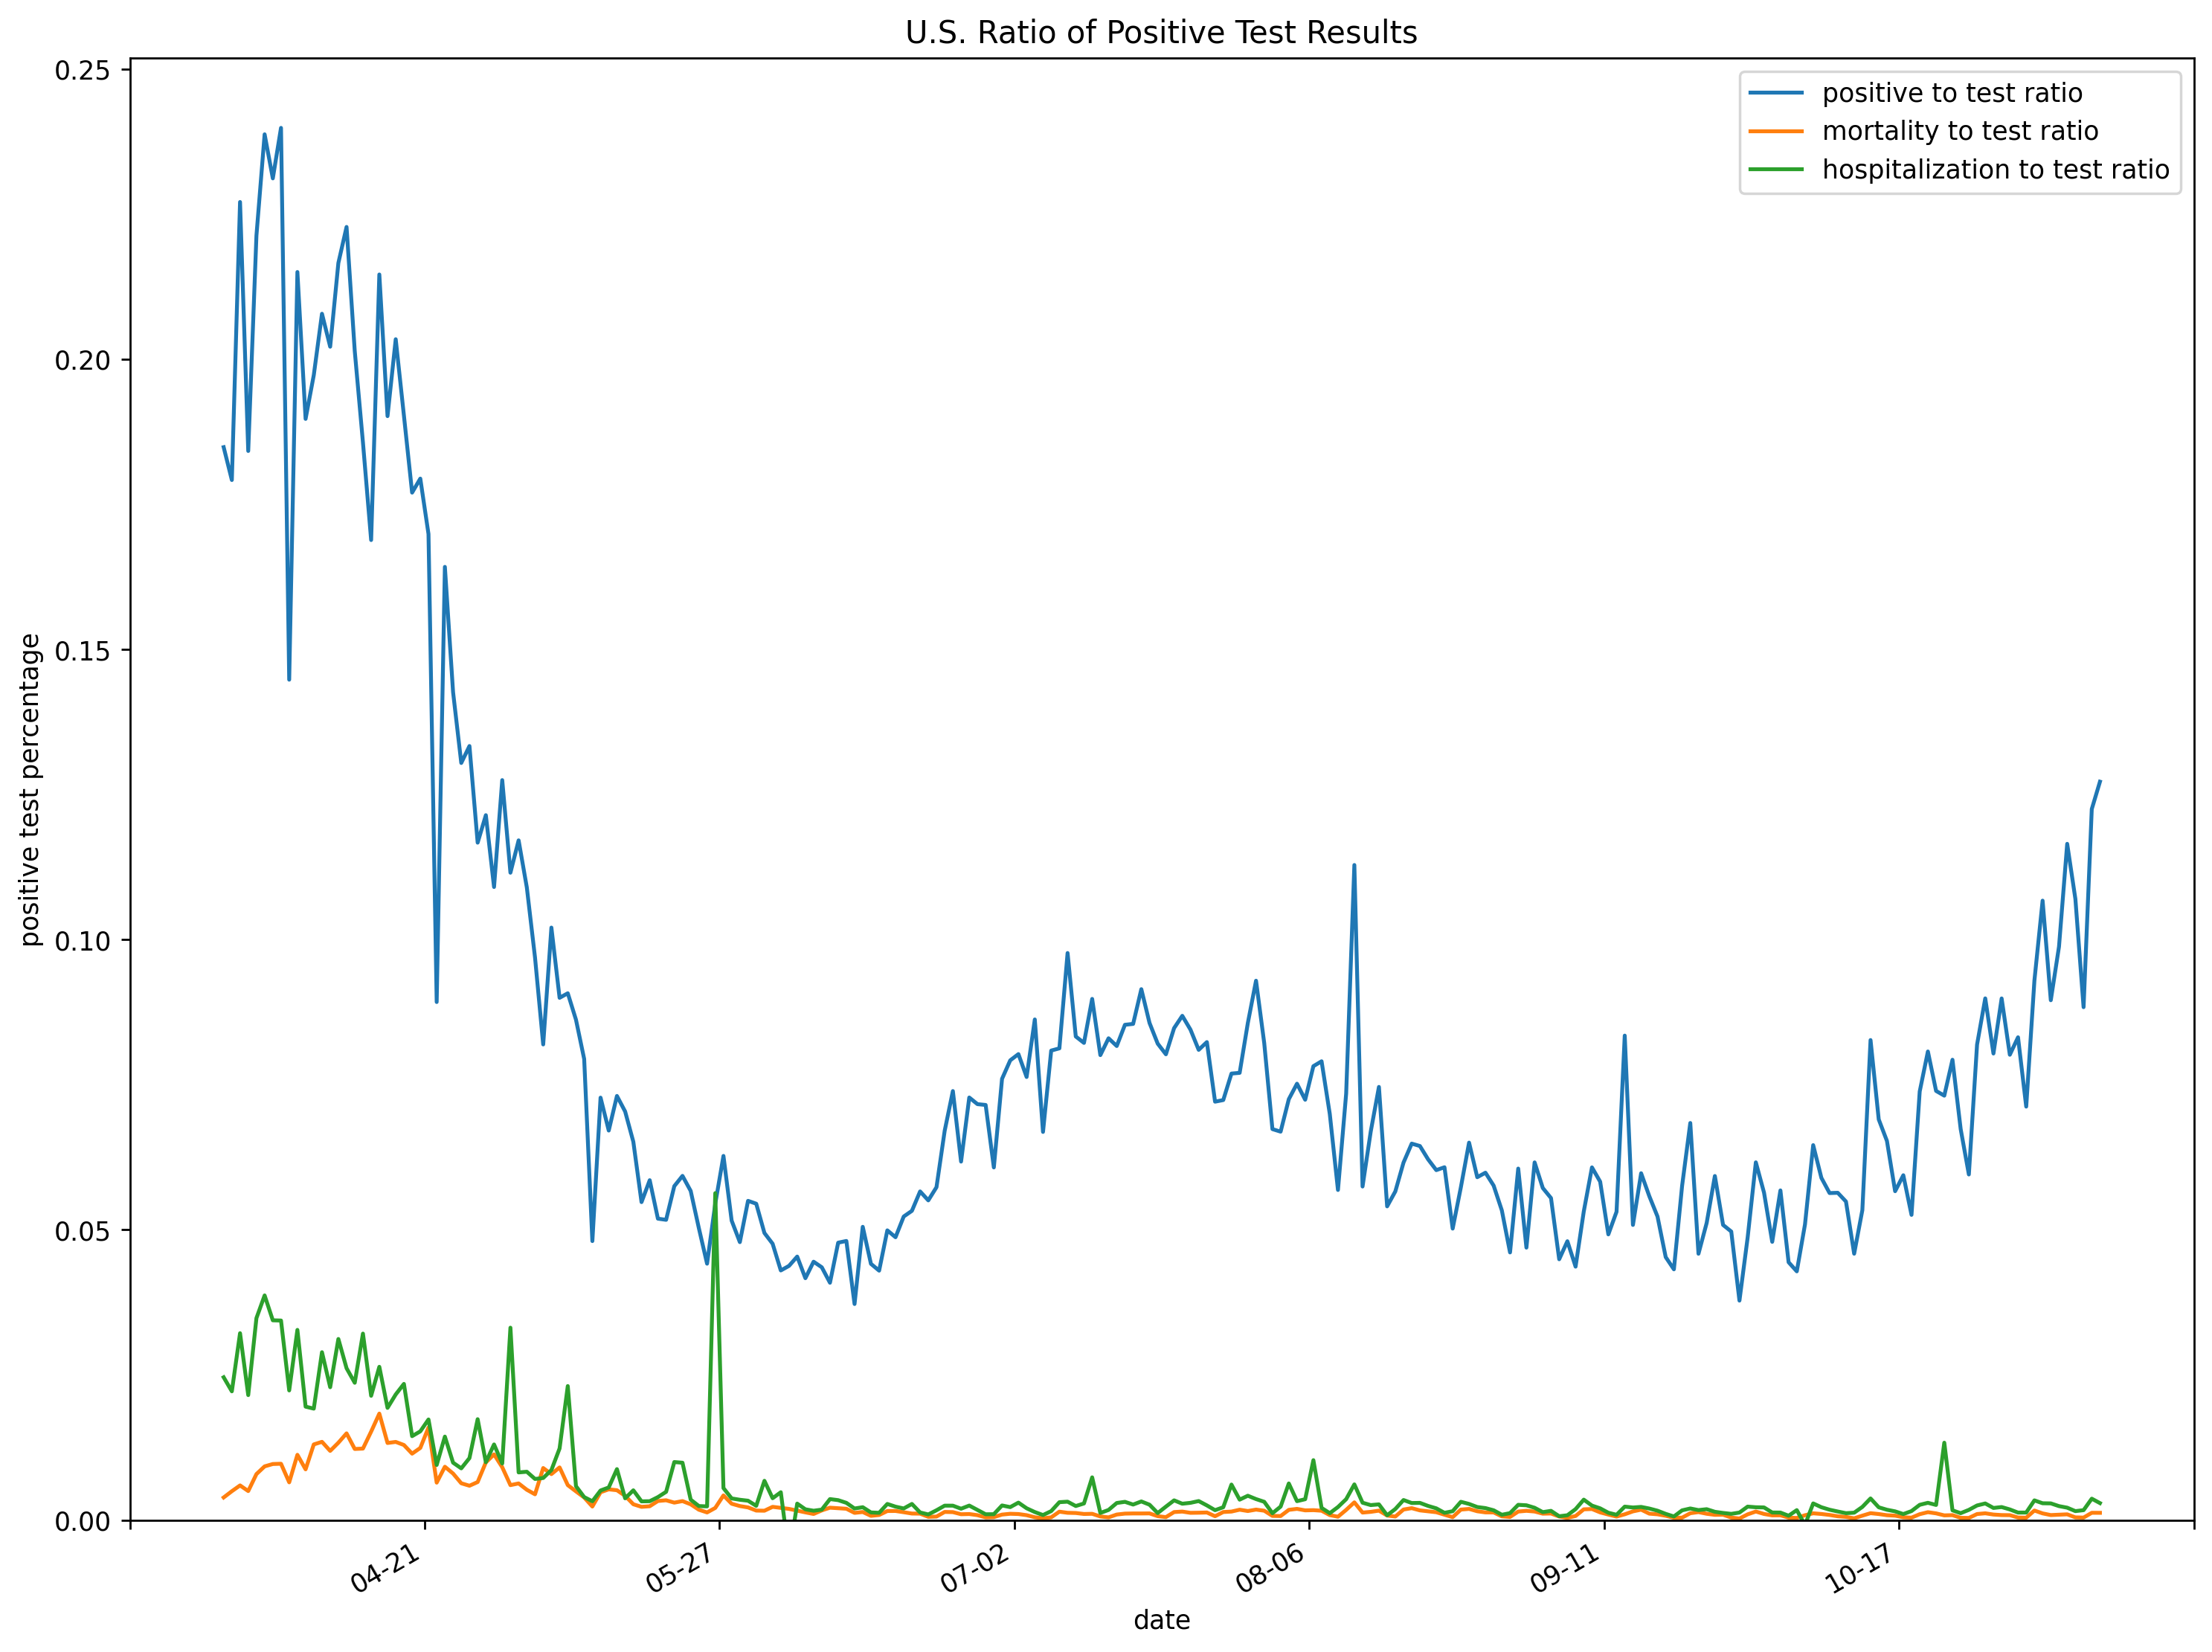 U.S. Ratio of Positive Test Results
positive to test ratio
mortality to test ratio
hospitalization to test ratio
positive test percentage
0.25
0.20
0.15
0.10
0.05
0.00
04-21
05-27
07-02
08-06
09-11
10-17
date